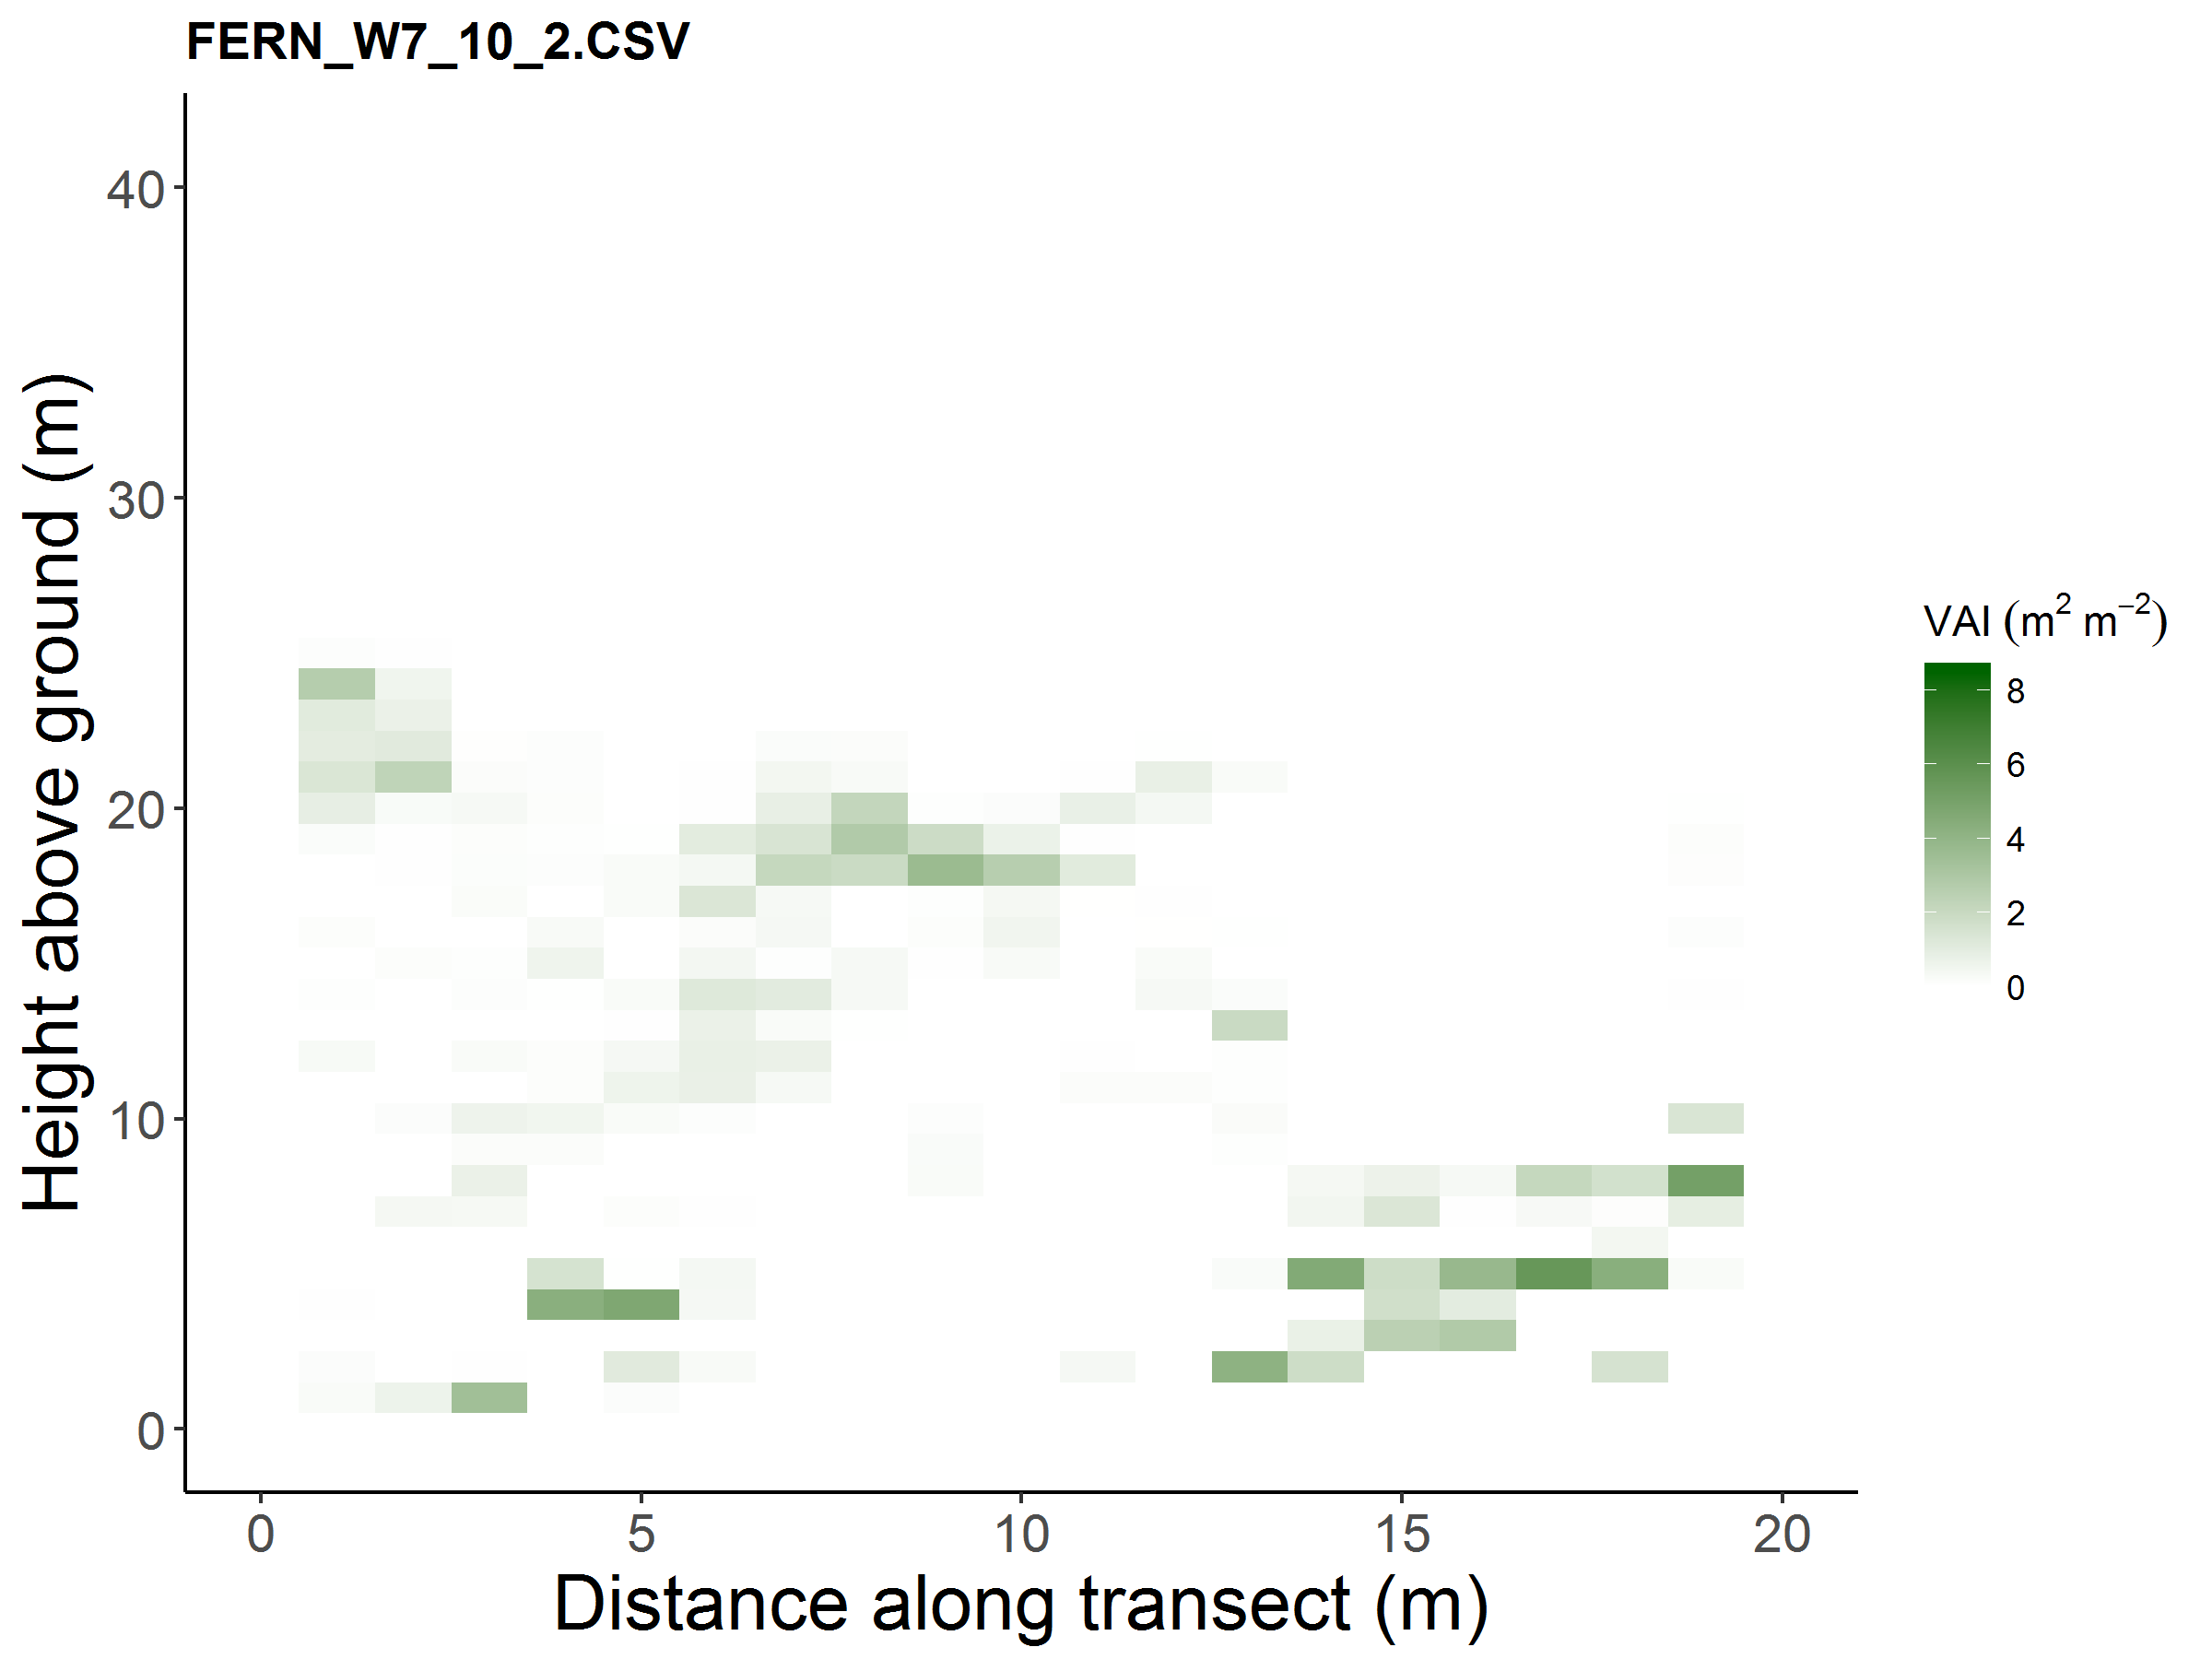 FERN_W7_10_2.CSV
Height above ground (m)
40
30
20
10
0
0 5 10 15 20
Distance along transect (m)
VAI (m² m⁻²)
8
6
4
2
0